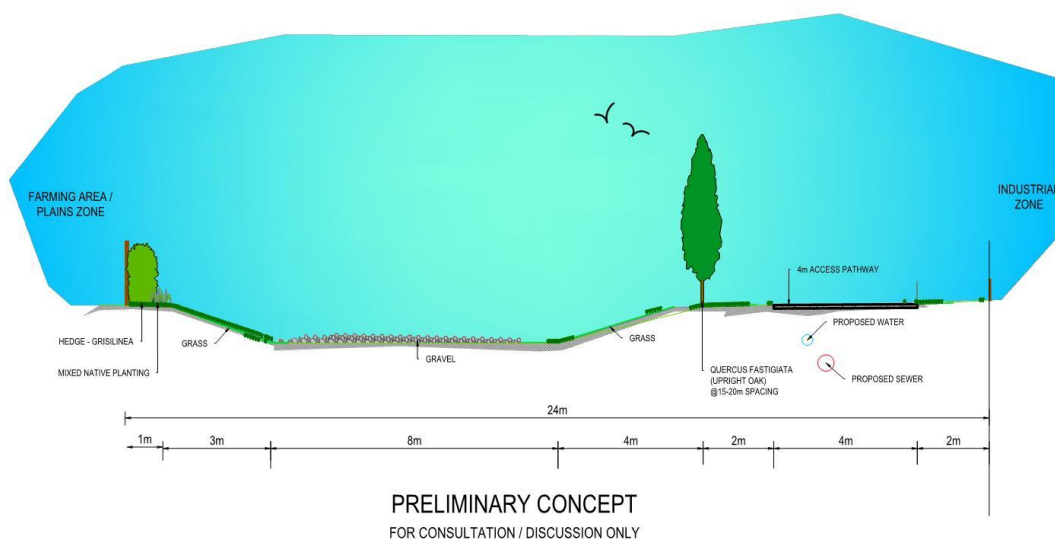 FARMING AREA /
PLAINS ZONE
INDUSTRIAL
ZONE
4m ACCESS PATHWAY
HEDGE - GRISILINEA
GRASS
GRAVEL
GRASS
PROPOSED WATER
MIXED NATIVE PLANTING
QUERCUS FASTIGIATA
(UPRIGHT OAK)
@15-20m SPACING
PROPOSED SEWER
24m
1m
3m
8m
4m
2m
4m
2m
PRELIMINARY CONCEPT
FOR CONSULTATION / DISCUSSION ONLY